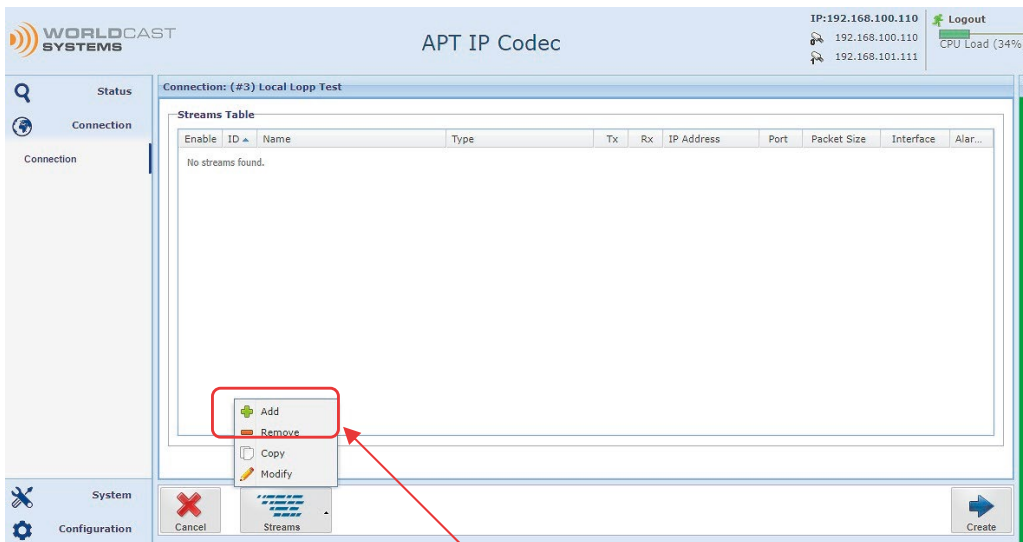 WORLDCAST
SYSTEMS
APT IP Codec
IP:192.168.100.110
192.168.100.110
192.168.101.111
Logout
CPU Load (34%
Status
Connection
Connection
Connection: (#3) Local Lopp Test
Streams Table
Enable ID Name Type Tx Rx IP Address Port Packet Size Interface Alar...
No streams found.
Add
Remove
Copy
Modify
System
Configuration
Cancel
Streams
Create